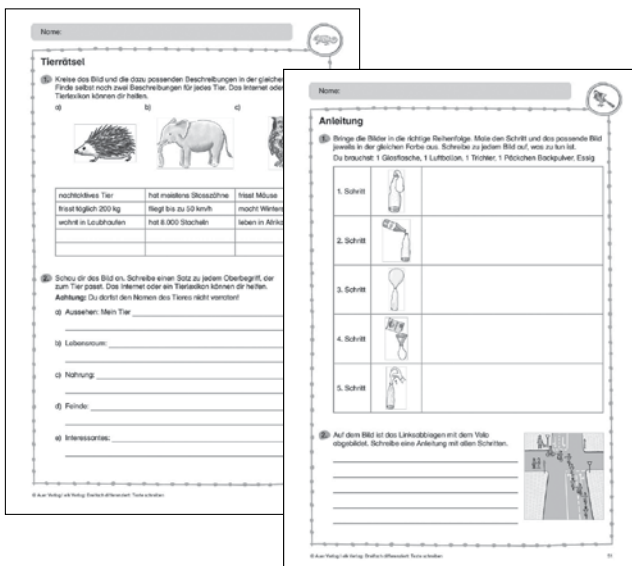 Name:
Tierrätsel
1. Kreise das Bild und die dazu passenden Beschreibungen in der gleichen
Finde selbst noch zwei Beschreibungen für jedes Tier. Das Internet oder
Tierlexikon können dir helfen.
a) b) c)
nachtaktives Tier hat meistens Stosszähne frisst Mäuse
frisst täglich 200 kg fliegt bis zu 50 km/h macht Winters
wohnt in Laubhaufen hat 8.000 Stacheln leben in Afrika
2. Schau dir das Bild an. Schreibe einen Satz zu jedem Oberbegriff, der
zum Tier passt. Das Internet oder ein Tierlexikon können dir helfen.
Achtung: Du darfst den Namen des Tieres nicht verraten!
a) Aussehen: Mein Tier
b) Lebensraum:
c) Nahrung:
d) Feinde:
e) Interessantes:
Name:
Anleitung
1. Bringe die Bilder in die richtige Reihenfolge. Male den Schritt und das passende Bild
jeweils in der gleichen Farbe aus. Schreibe zu jedem Bild auf, was zu tun ist.
Du brauchst: 1 Glasflasche, 1 Luftballon, 1 Trichter, 1 Päckchen Backpulver, Essig
1. Schritt
2. Schritt
3. Schritt
4. Schritt
5. Schritt
2. Auf dem Bild ist das Linksabbiegen mit dem Velo
abgebildet. Schreibe eine Anleitung mit allen Schritten.